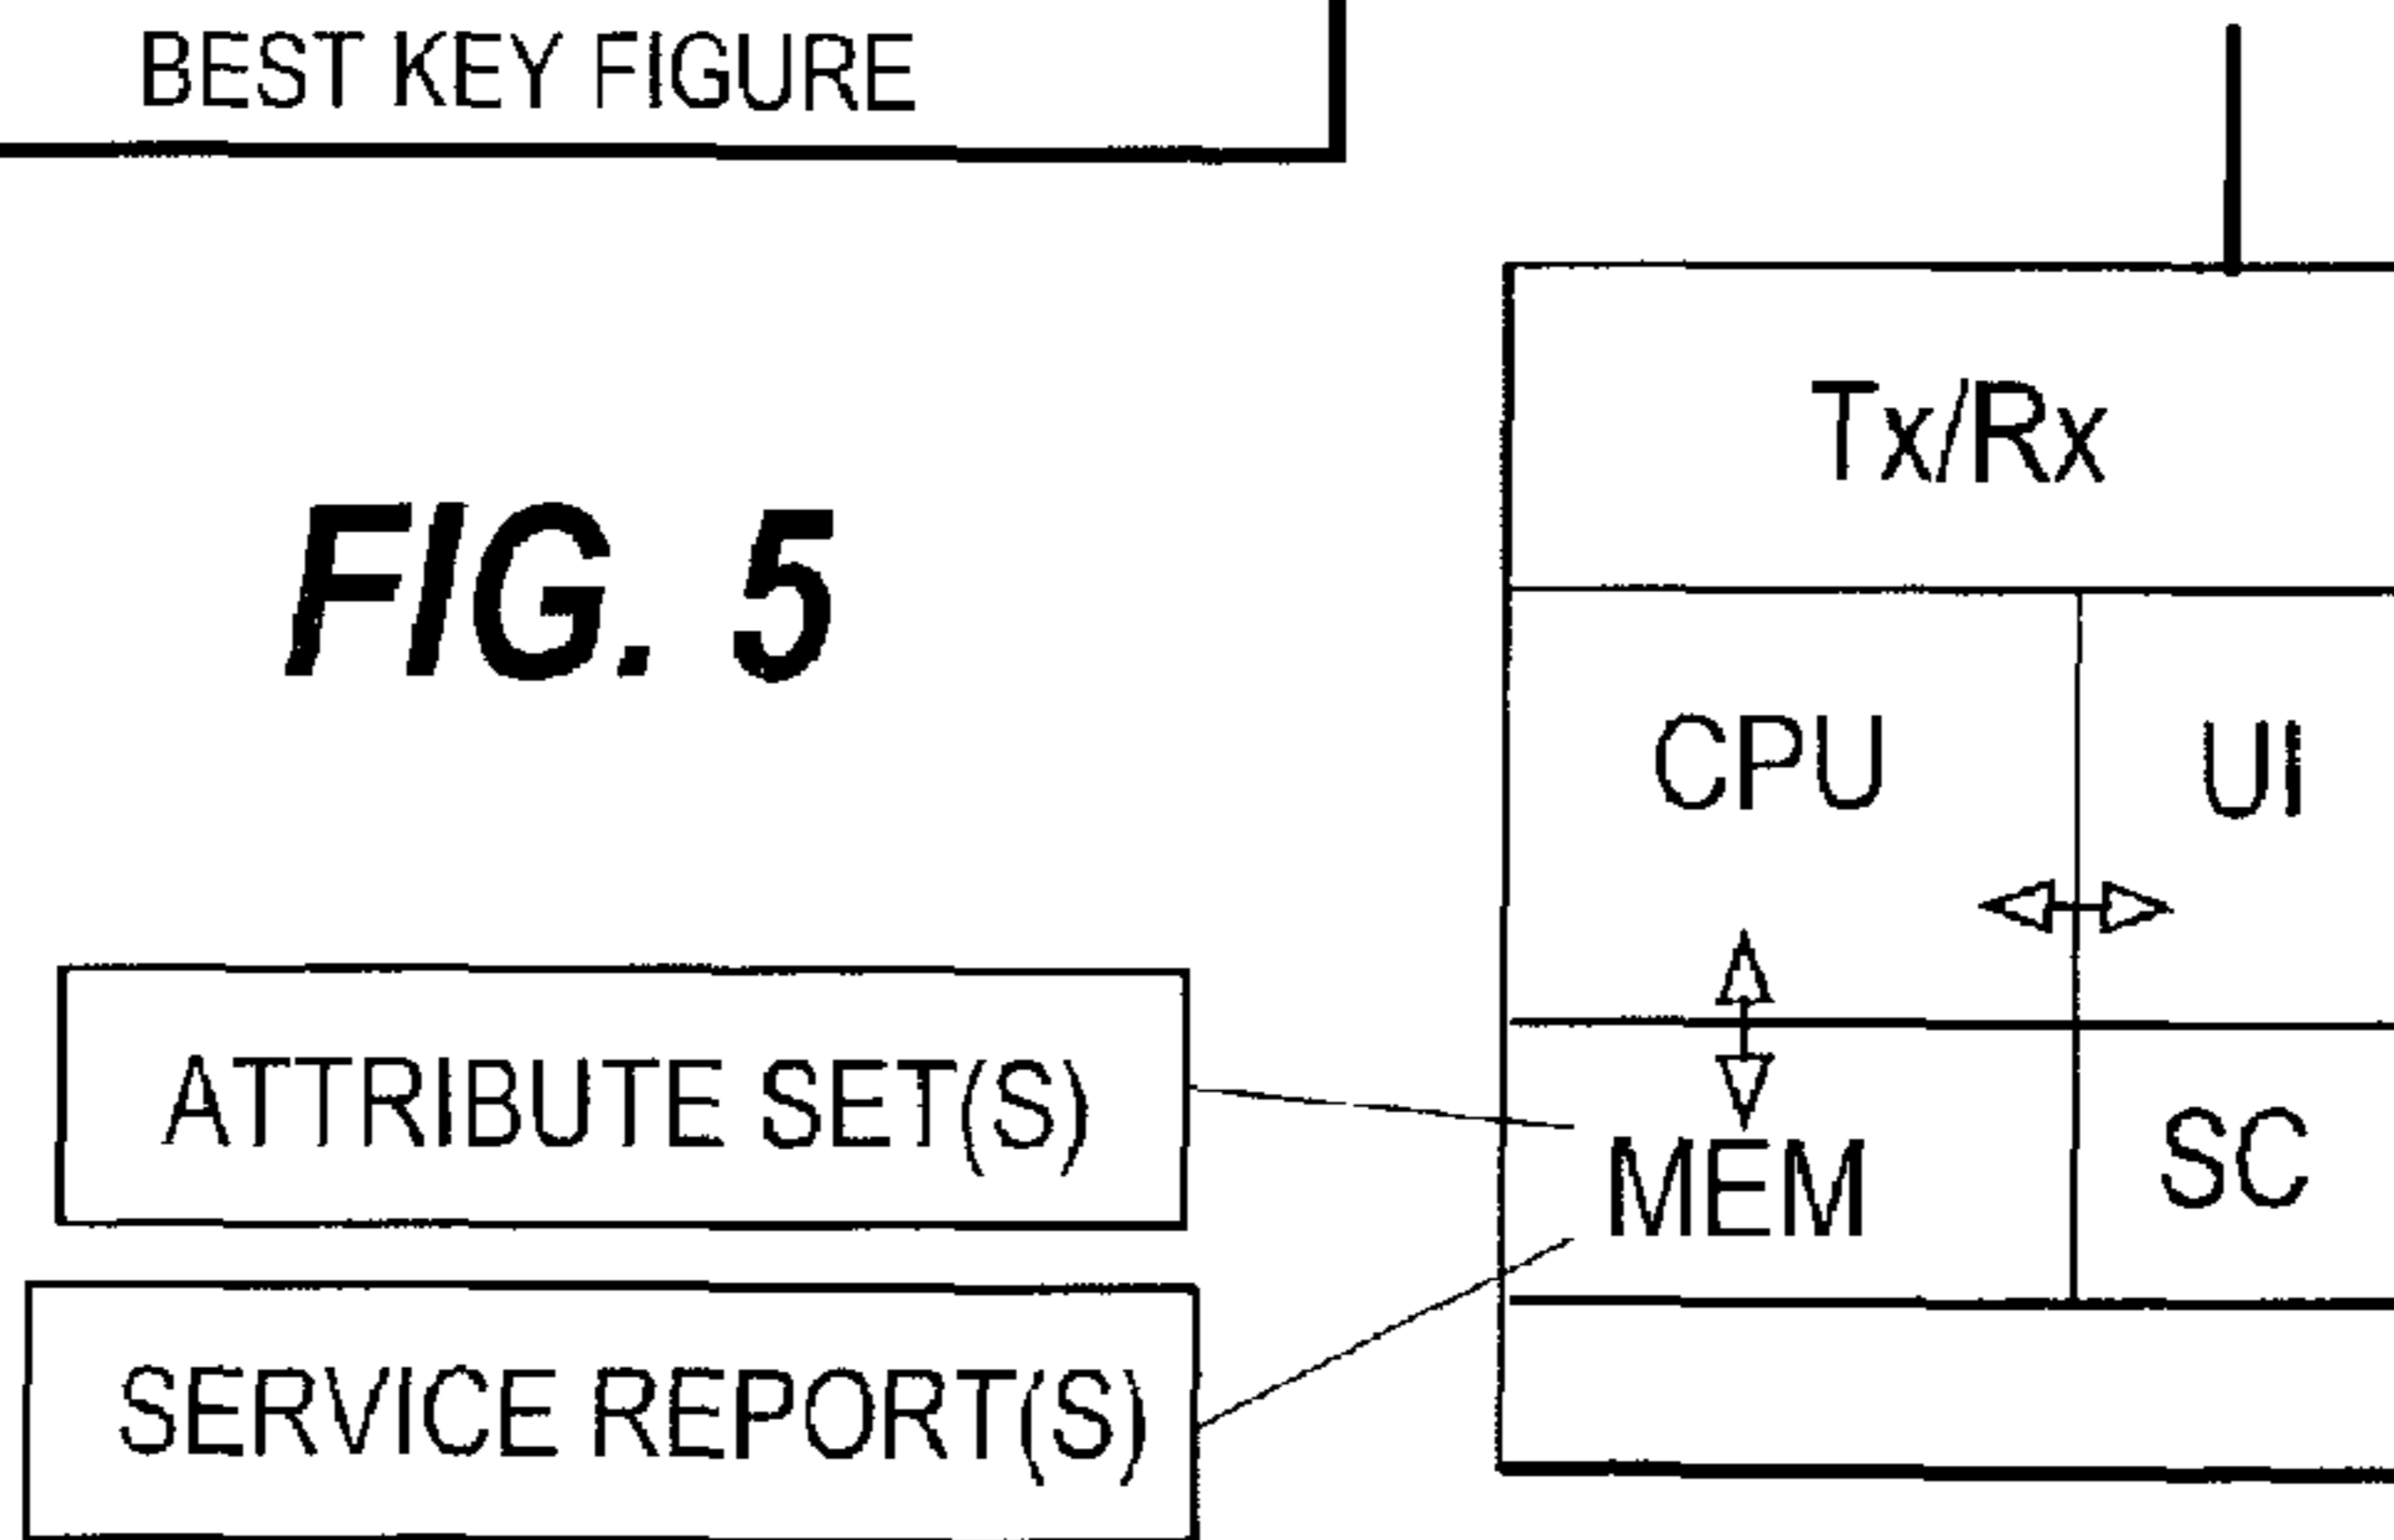 BEST KEY FIGURE
FIG. 5
Tx/Rx
CPU
UI
ATTRIBUTE SET(S)
MEM
SC
SERVICE REPORT(S)